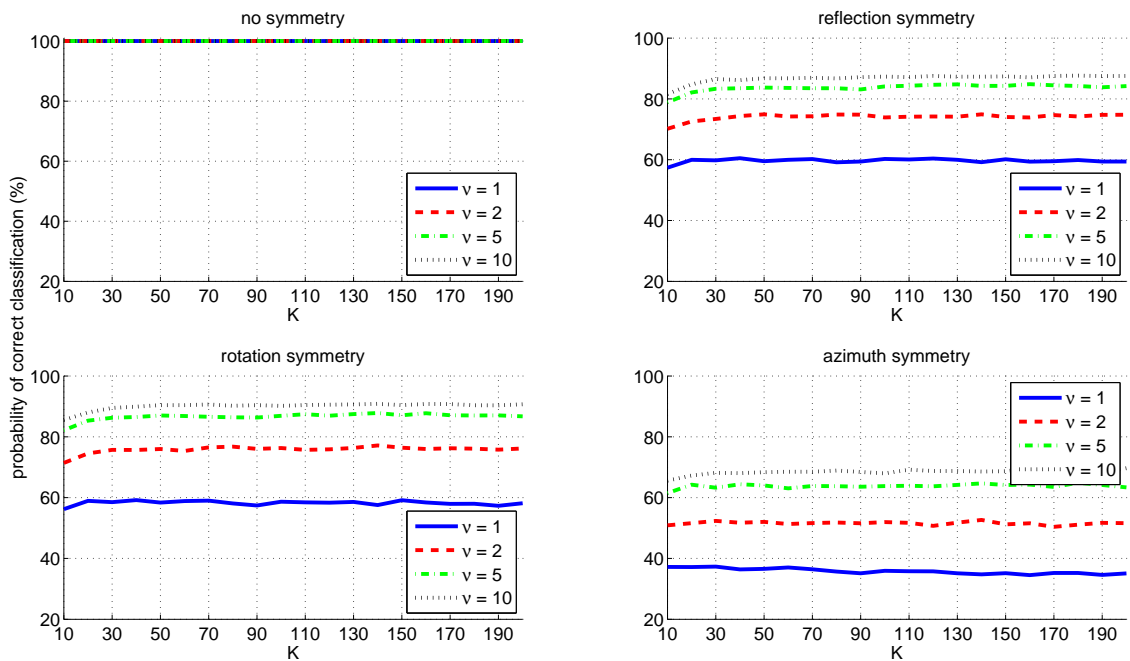 probability of correct classification (%)
no symmetry
100
80
60
40
20
10 30 50 70 90 110 130 150 170 190
K
ν = 1
ν = 2
ν = 5
ν = 10
reflection symmetry
100
80
60
40
20
10 30 50 70 90 110 130 150 170 190
K
ν = 1
ν = 2
ν = 5
ν = 10
rotation symmetry
100
80
60
40
20
10 30 50 70 90 110 130 150 170 190
K
ν = 1
ν = 2
ν = 5
ν = 10
azimuth symmetry
100
80
60
40
20
10 30 50 70 90 110 130 150 170 190
K
ν = 1
ν = 2
ν = 5
ν = 10